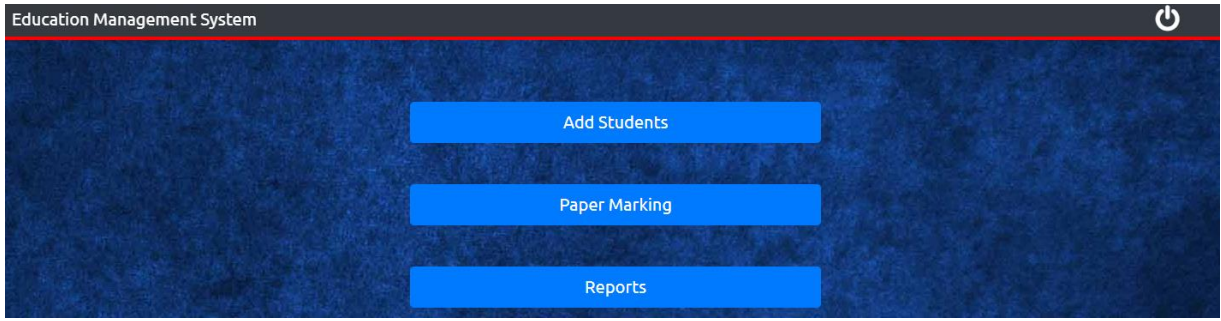 Education Management System
Add Students
Paper Marking
Reports